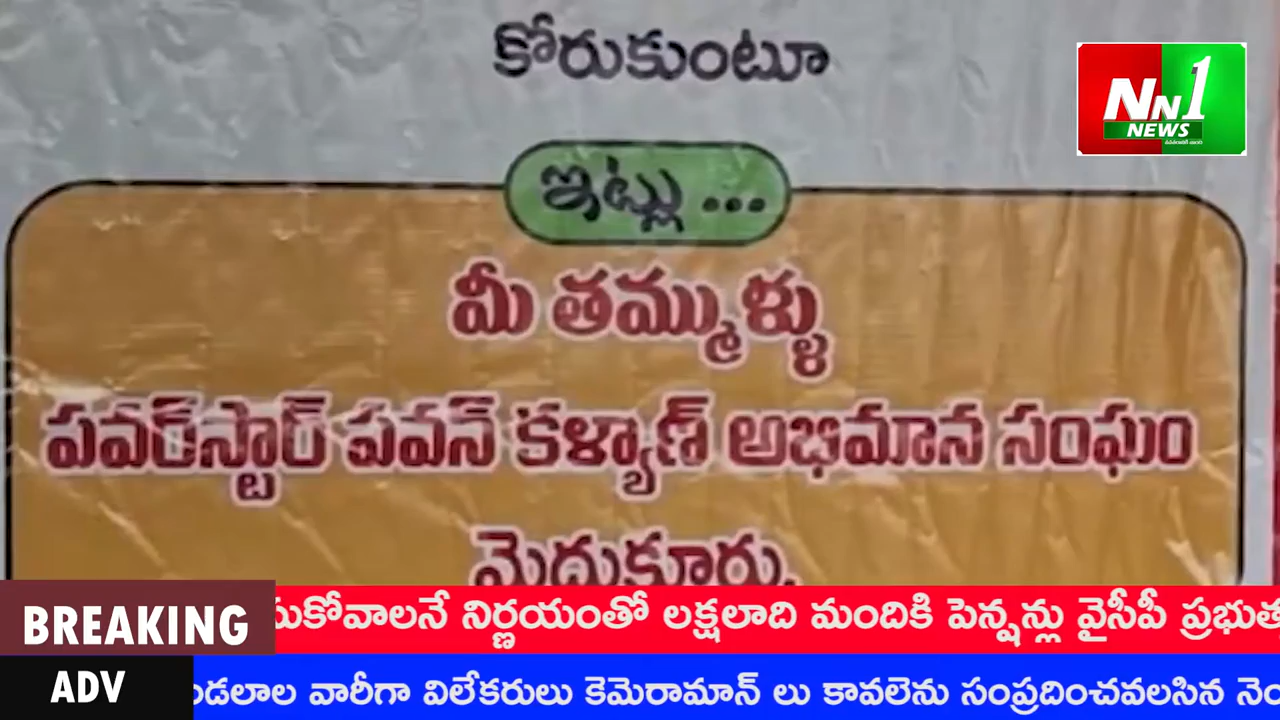 కోరుకుంటూ
NN1
NEWS
ఇట్లు ...
మీ తమ్ముళ్ళు
పవర్‌స్టార్ పవన్ కళ్యాణ్ అభిమాన సంఘం
మైదుకూరు.
BREAKING
నిర్ణయంతో లక్షలాది మందికి పెన్షన్లు వైసీపీ
ADV
వారీగా విలేకరులు కెమెరామాన్ లు కావలెను సంప్రదించవలసిన